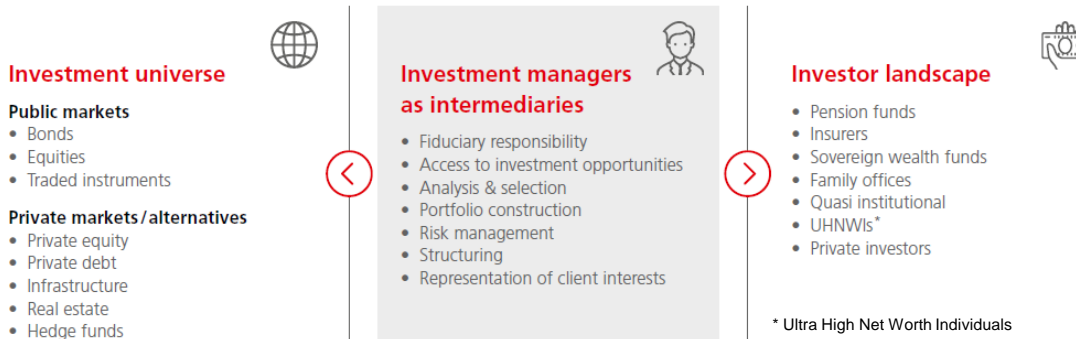 Investment universe
Public markets
• Bonds
• Equities
• Traded instruments
Private markets/alternatives
• Private equity
• Private debt
• Infrastructure
• Real estate
• Hedge funds
Investment managers
as intermediaries
• Fiduciary responsibility
• Access to investment opportunities
• Analysis & selection
• Portfolio construction
• Risk management
• Structuring
• Representation of client interests
Investor landscape
• Pension funds
• Insurers
• Sovereign wealth funds
• Family offices
• Quasi institutional
• UHNWIs*
• Private investors
* Ultra High Net Worth Individuals